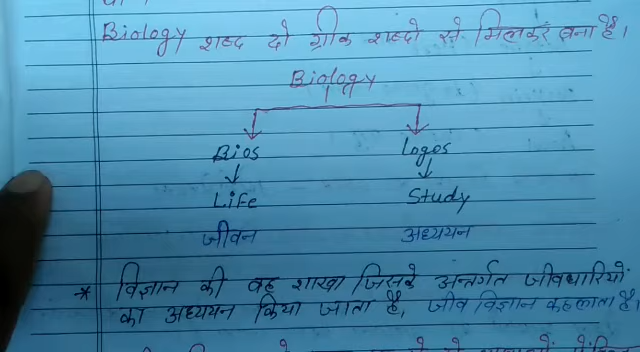 Biology शब्द दो ग्रीक शब्दो से मिलकर बना है।
Biology
Bios Logos
Life Study
जीवन अध्ययन
* विज्ञान की वह शाखा जिसके अन्तर्गत जीवधारियों
का अध्ययन किया जाता है, जीव विज्ञान कहलाता है।